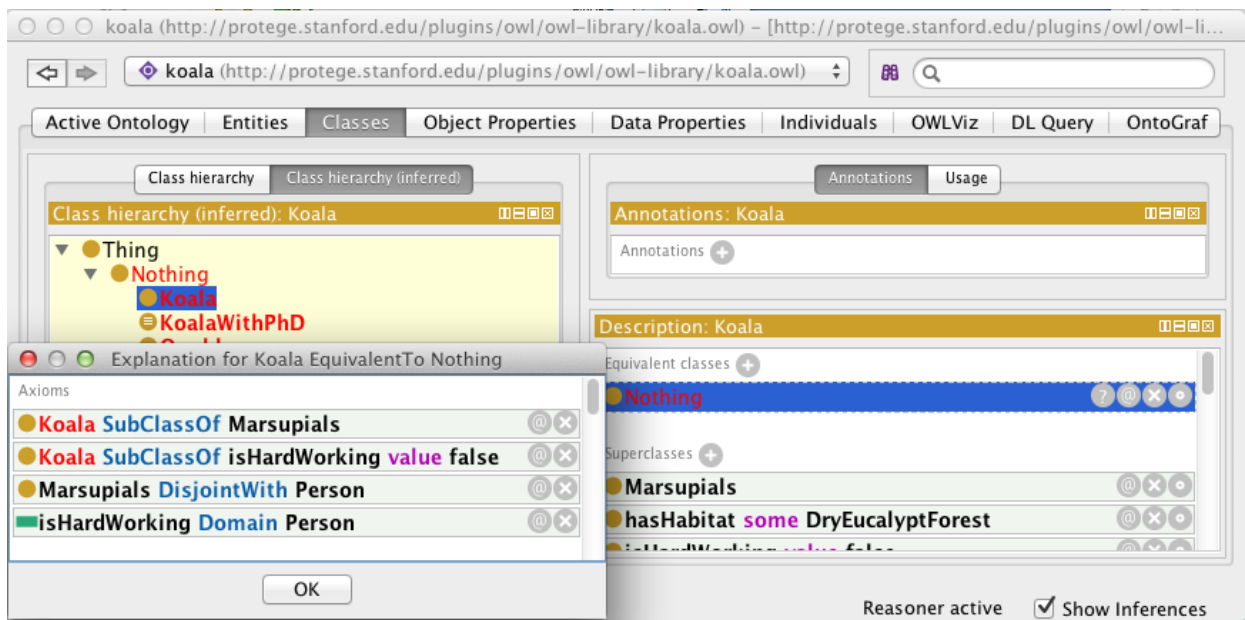 koala (http://protege.stanford.edu/plugins/owl/owl-library/koala.owl) – [http://protege.stanford.edu/plugins/owl/owl-li...
koala (http://protege.stanford.edu/plugins/owl/owl-library/koala.owl)
Active Ontology Entities Classes Object Properties Data Properties Individuals OWLViz DL Query OntoGraf
Class hierarchy Class hierarchy (inferred)
Class hierarchy (inferred): Koala
Thing
Nothing
Koala
KoalaWithPhD
Explanation for Koala EquivalentTo Nothing
Axioms
Koala SubClassOf Marsupials
Koala SubClassOf isHardWorking value false
Marsupials DisjointWith Person
isHardWorking Domain Person
OK
Annotations Usage
Annotations: Koala
Annotations
Description: Koala
Equivalent classes
Nothing
Superclasses
Marsupials
hasHabitat some DryEucalyptForest
isHardWorking value false
Reasoner active Show Inferences